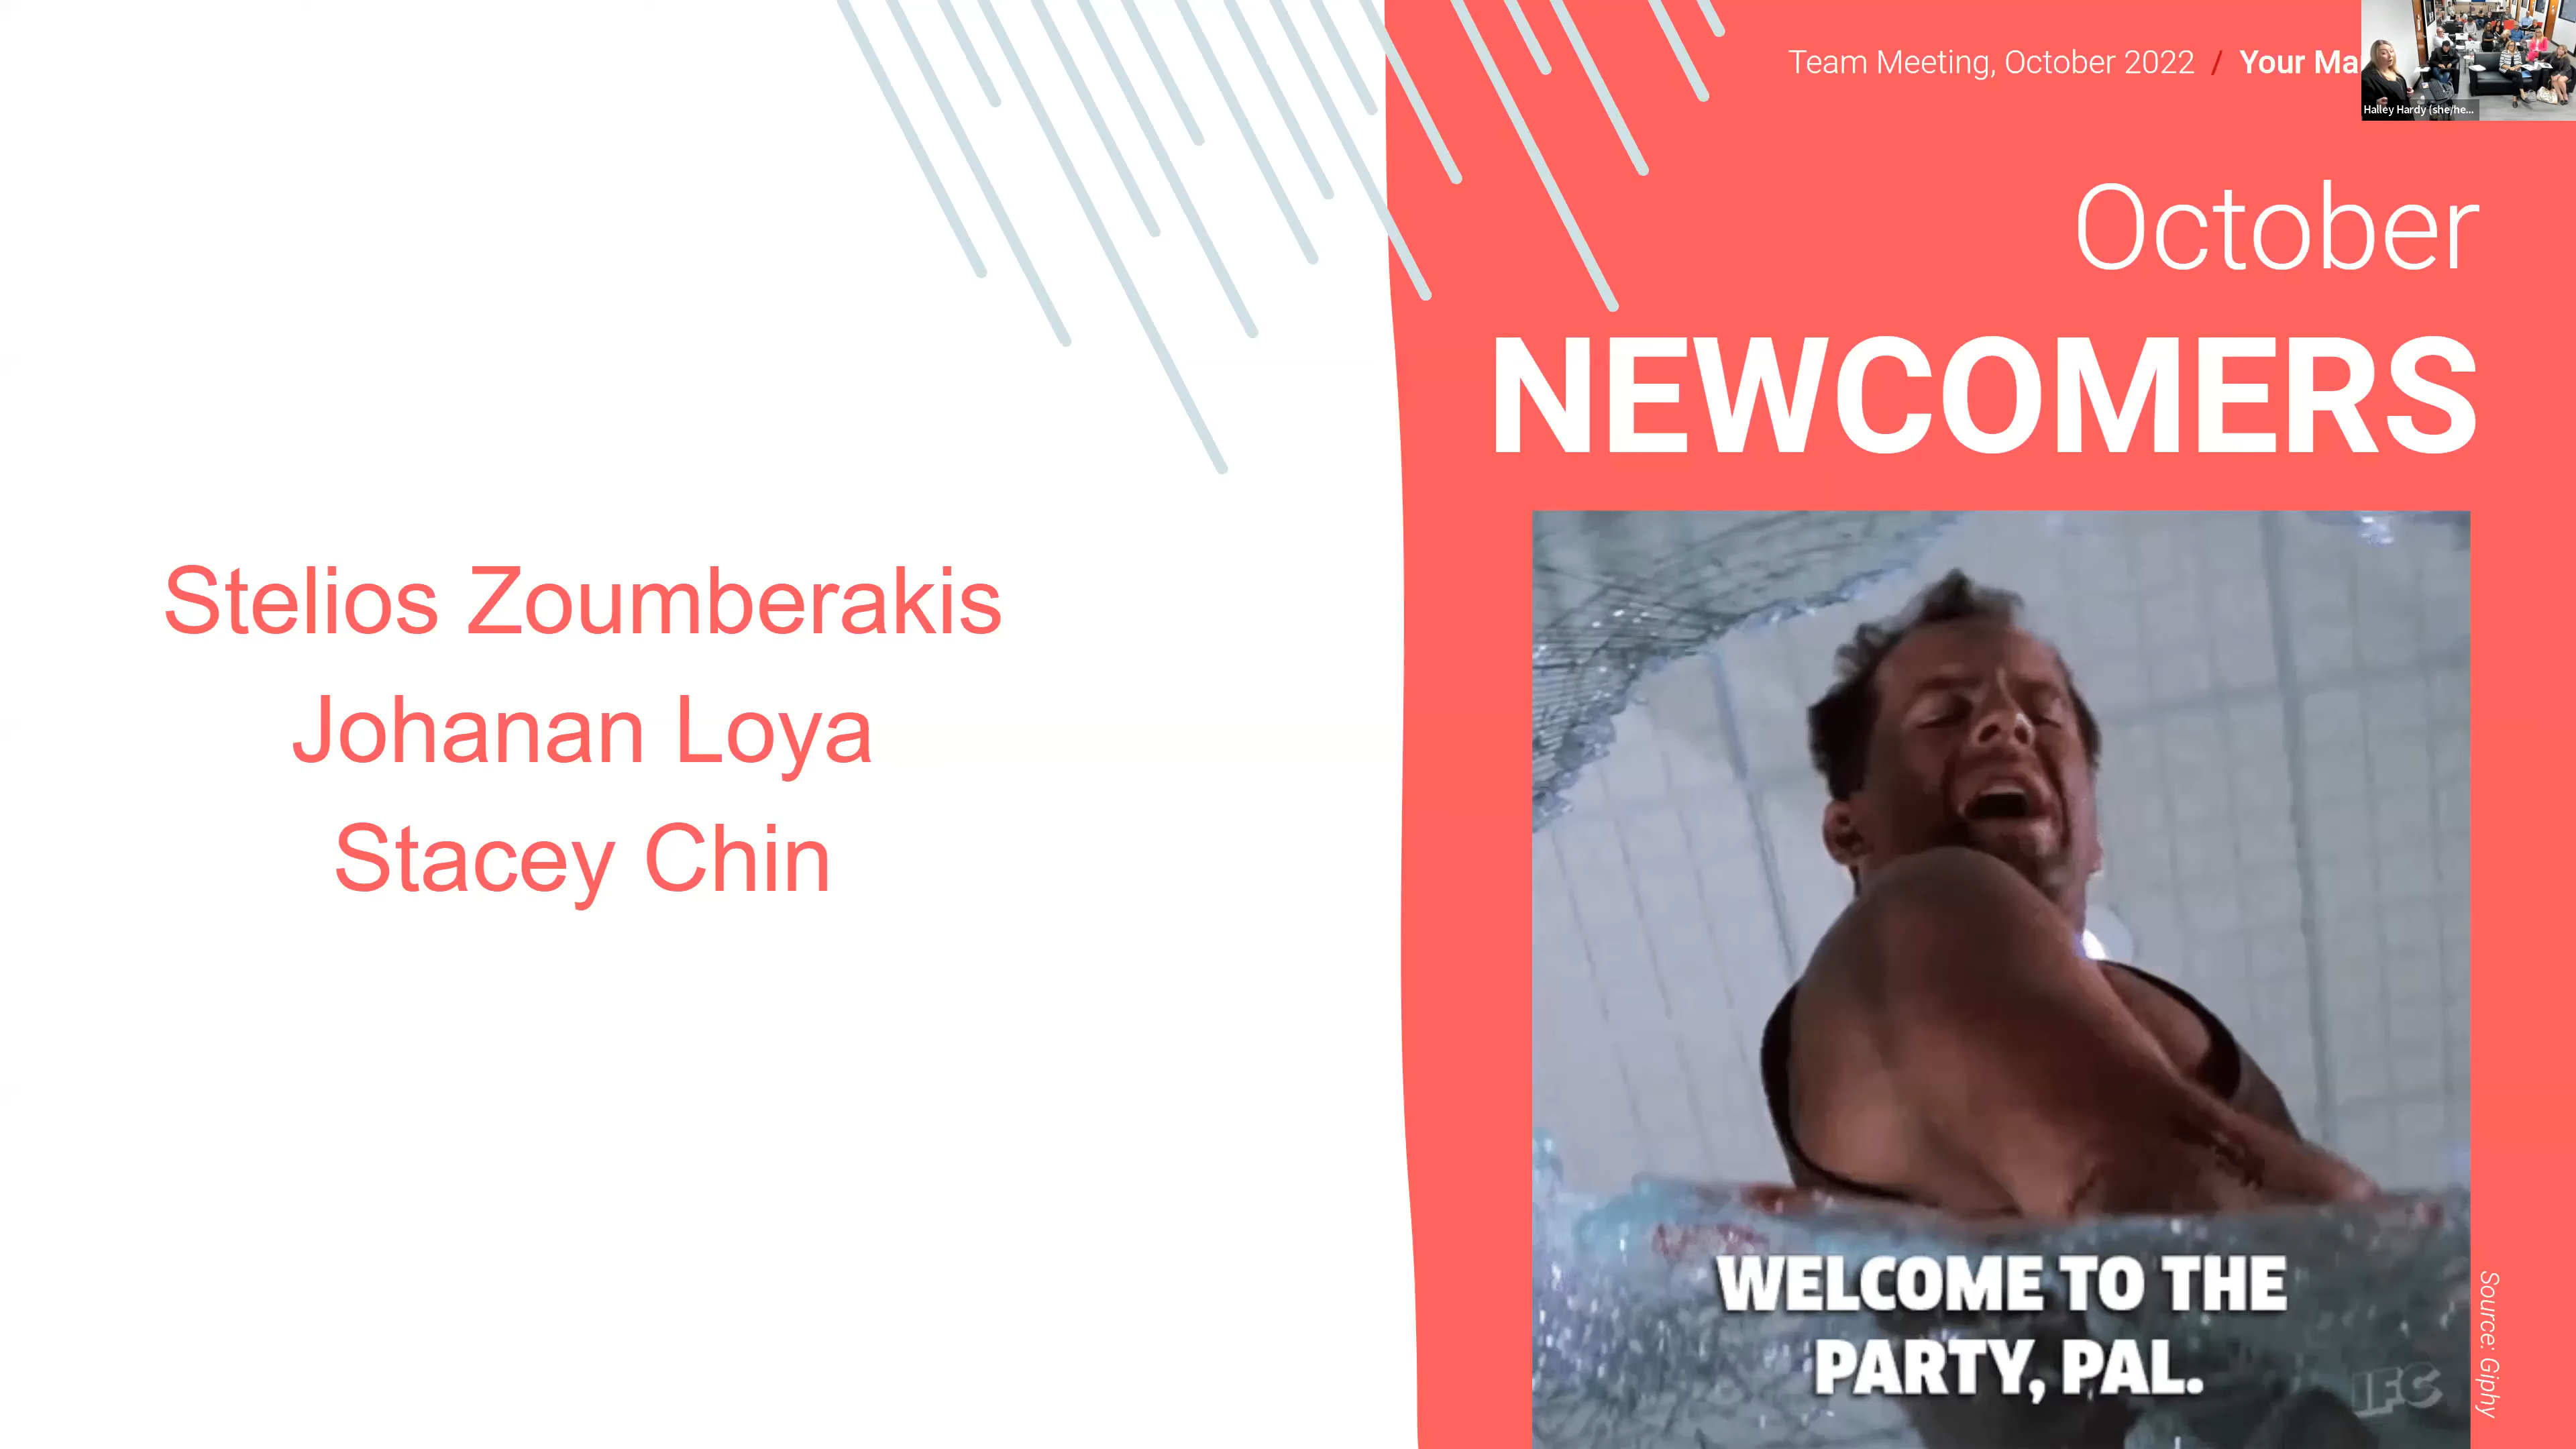 Team Meeting, October 2022 / Your Ma
Halley Hardy (she/he...
October
NEWCOMERS
Stelios Zoumberakis
Johanan Loya
Stacey Chin
WELCOME TO THE
PARTY, PAL.
IFC
Source: Giphy